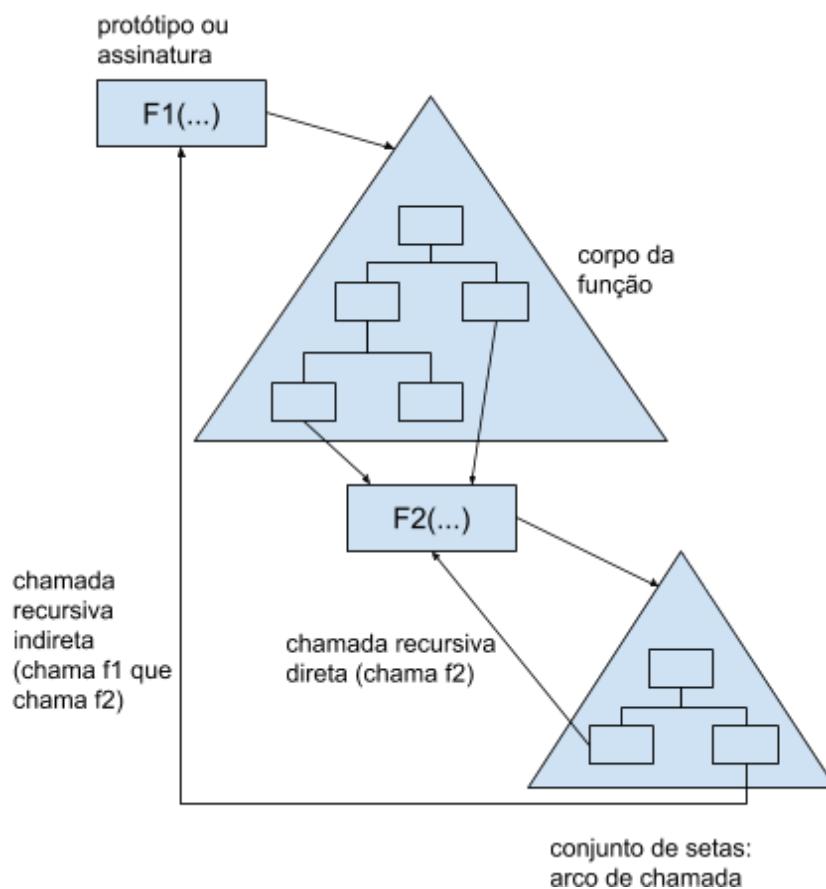 protótipo ou
assinatura
F1(...)
corpo da
função
F2(...)
chamada
recursiva
indireta
(chama f1 que
chama f2)
chamada recursiva
direta (chama f2)
conjunto de setas:
arco de chamada